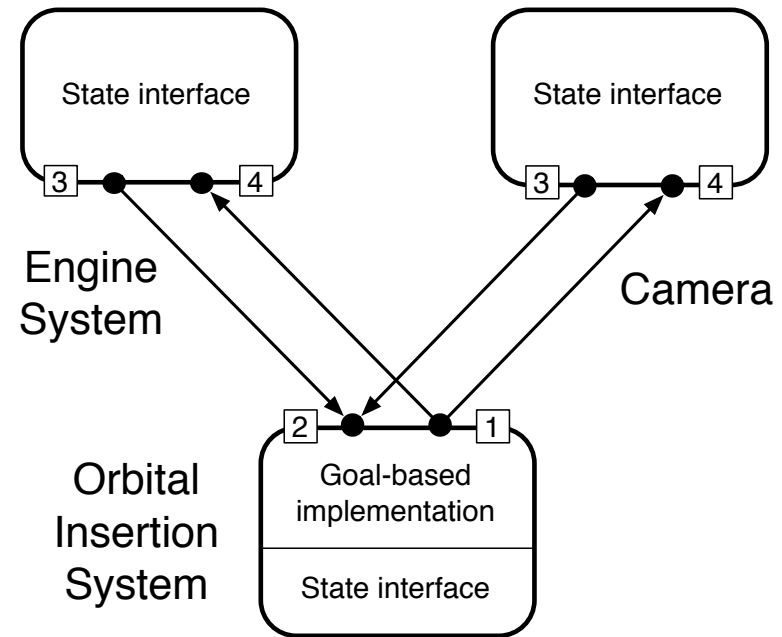 State interface
State interface
3
4
3
4
Engine
System
Camera
2
1
Orbital
Insertion
System
Goal-based
implementation
State interface